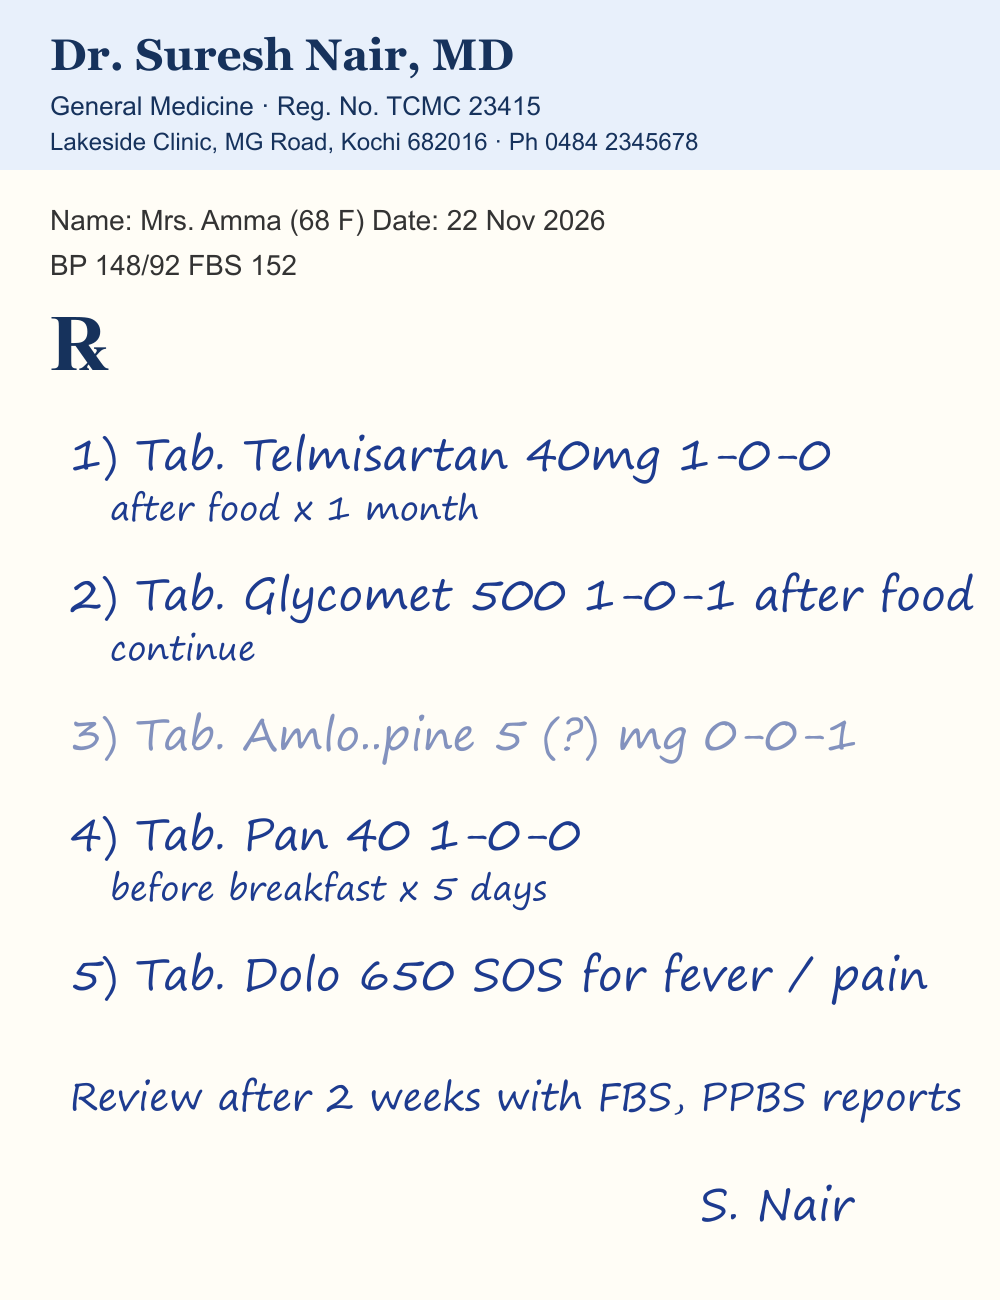 Dr. Suresh Nair, MD
General Medicine · Reg. No. TCMC 23415
Lakeside Clinic, MG Road, Kochi 682016 · Ph 0484 2345678
Name: Mrs. Amma (68 F) Date: 22 Nov 2026
BP 148/92 FBS 152
℞
1) Tab. Telmisartan 40mg 1-0-0
after food x 1 month
2) Tab. Glycomet 500 1-0-1 after food
continue
3) Tab. Amlo..pine 5 (?) mg 0-0-1
4) Tab. Pan 40 1-0-0
before breakfast x 5 days
5) Tab. Dolo 650 SOS for fever / pain
Review after 2 weeks with FBS, PPBS reports
S. Nair